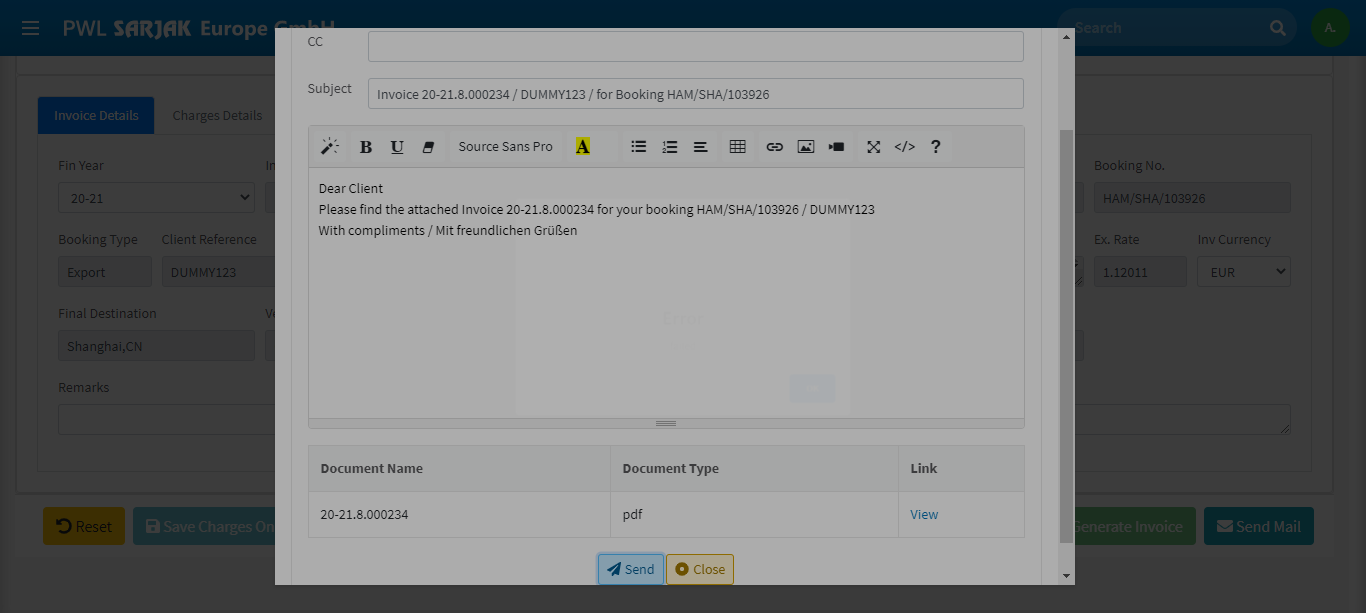 PWL SARJAK Europe GmbH
Search
A.
CC
Subject
Invoice 20-21.8.000234 / DUMMY123 / for Booking HAM/SHA/103926
Invoice Details
Charges Details
B U Source Sans Pro A </> ?
Fin Year
In
Booking No.
20-21
HAM/SHA/103926
Dear Client
Please find the attached Invoice 20-21.8.000234 for your booking HAM/SHA/103926 / DUMMY123
With compliments / Mit freundlichen Grüßen
Booking Type
Client Reference
Ex. Rate
Inv Currency
Export
DUMMY123
1.12011
EUR
Final Destination
Ve
Shanghai,CN
Error
Remarks
Document Name
Document Type
Link
20-21.8.000234
pdf
View
Reset
Save Charges On
Generate Invoice
Send Mail
Send
Close